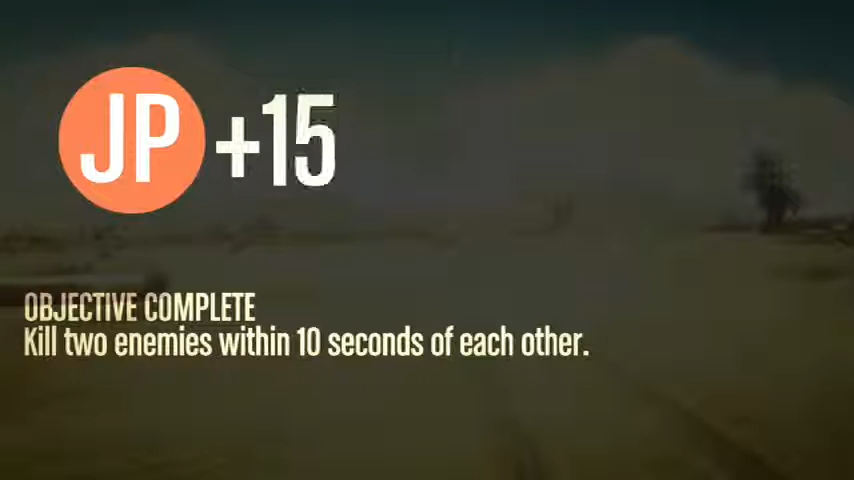 JP +15
OBJECTIVE COMPLETE
Kill two enemies within 10 seconds of each other.